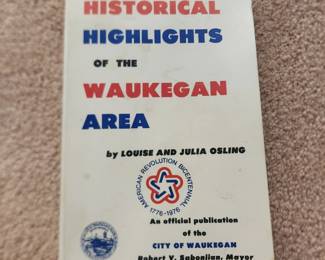 HISTORICAL
HIGHLIGHTS
OF THE
WAUKEGAN
AREA
by LOUISE AND JULIA OSLING
AMERICAN REVOLUTION BICENTENNIAL
1776-1976
An official publication
of the
CITY OF WAUKEGAN
Robert V. Sabonjian, Mayor